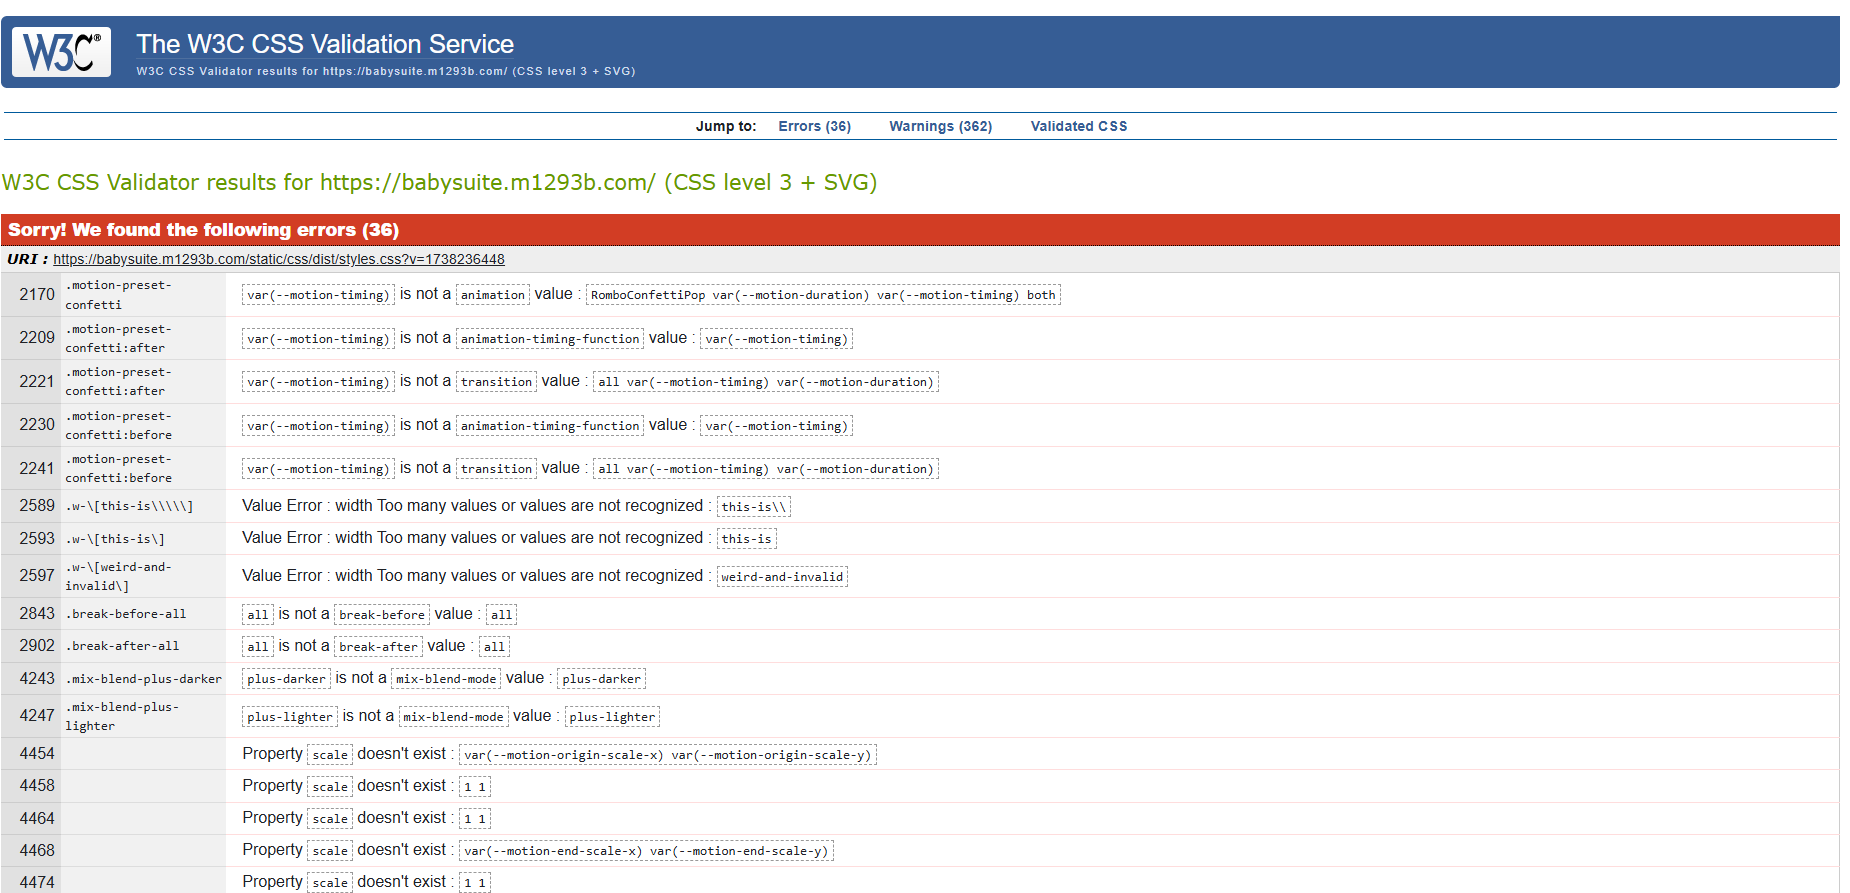 W3C®
The W3C CSS Validation Service
W3C CSS Validator results for https://babysuite.m1293b.com/ (CSS level 3 + SVG)
Jump to: Errors (36) Warnings (362) Validated CSS
W3C CSS Validator results for https://babysuite.m1293b.com/ (CSS level 3 + SVG)
Sorry! We found the following errors (36)
URI : https://babysuite.m1293b.com/static/css/dist/styles.css?v=1738236448
2170 .motion-preset-
confetti var(--motion-timing) is not a animation value : RomboConfettiPop var(--motion-duration) var(--motion-timing) both
2209 .motion-preset-
confetti:after var(--motion-timing) is not a animation-timing-function value : var(--motion-timing)
2221 .motion-preset-
confetti:after var(--motion-timing) is not a transition value : all var(--motion-timing) var(--motion-duration)
2230 .motion-preset-
confetti:before var(--motion-timing) is not a animation-timing-function value : var(--motion-timing)
2241 .motion-preset-
confetti:before var(--motion-timing) is not a transition value : all var(--motion-timing) var(--motion-duration)
2589 .w-\[this-is\\\\\] Value Error : width Too many values or values are not recognized : this-is\\
2593 .w-\[this-is\] Value Error : width Too many values or values are not recognized : this-is
2597 .w-\[weird-and-
invalid\] Value Error : width Too many values or values are not recognized : weird-and-invalid
2843 .break-before-all all is not a break-before value : all
2902 .break-after-all all is not a break-after value : all
4243 .mix-blend-plus-darker plus-darker is not a mix-blend-mode value : plus-darker
4247 .mix-blend-plus-
lighter plus-lighter is not a mix-blend-mode value : plus-lighter
4454 Property scale doesn't exist : var(--motion-origin-scale-x) var(--motion-origin-scale-y)
4458 Property scale doesn't exist : 1 1
4464 Property scale doesn't exist : 1 1
4468 Property scale doesn't exist : var(--motion-end-scale-x) var(--motion-end-scale-y)
4474 Property scale doesn't exist : 1 1